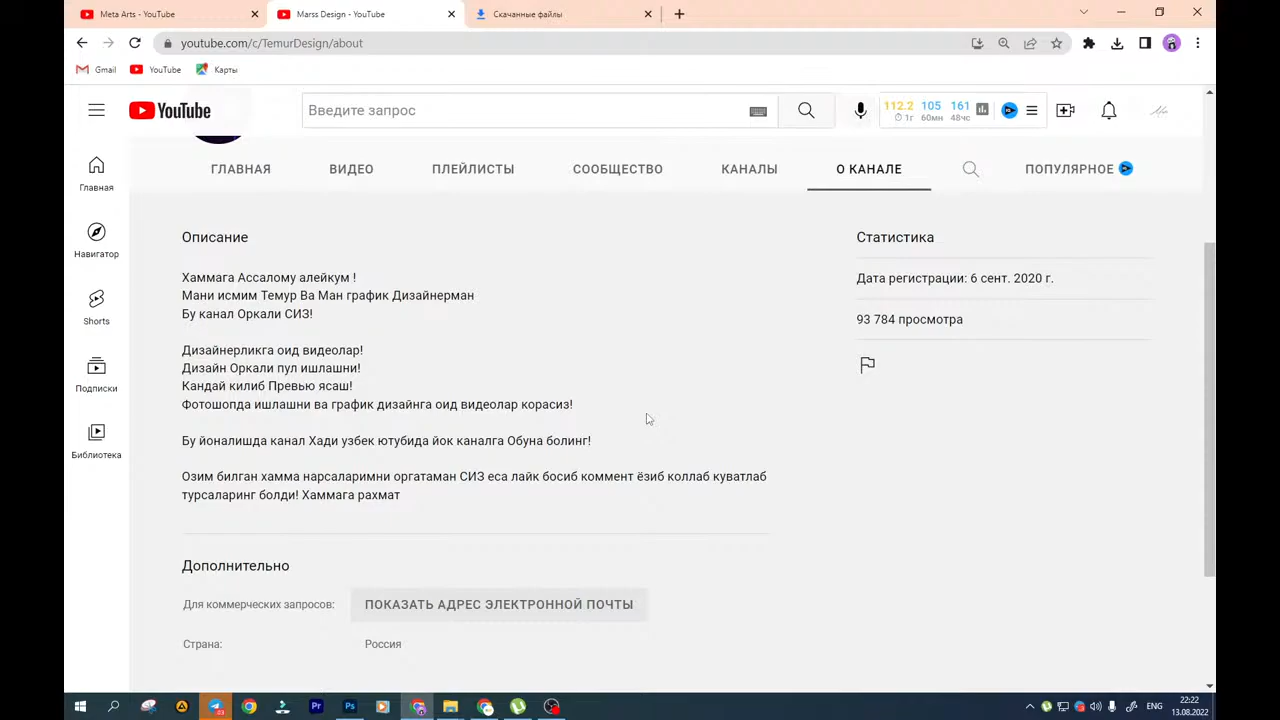 Meta Arts - YouTube
Marss Design - YouTube
Скачанные файлы
youtube.com/c/TemurDesign/about
Gmail
YouTube
Карты
YouTube
Введите запрос
112.2 105 161
1г 60мн 48чс
Главная
Навигатор
Shorts
Подписки
Библиотека
ГЛАВНАЯ
ВИДЕО
ПЛЕЙЛИСТЫ
СООБЩЕСТВО
КАНАЛЫ
О КАНАЛЕ
ПОПУЛЯРНОЕ
Описание
Хаммага Ассалому алейкум !
Мани исмим Темур Ва Ман график Дизайнерман
Бу канал Оркали СИЗ!
Дизайнерликга оид видеолар!
Дизайн Оркали пул ишлашни!
Кандай килиб Превью ясаш!
Фотошопда ишлашни ва график дизайнга оид видеолар корасиз!
Бу йоналишда канал Хади узбек ютубида йок каналга Обуна болинг!
Озим билган хамма нарсаларимни оргатаман СИЗ еса лайк босиб коммент ёзиб коллаб куватлаб
турсаларинг болди! Хаммага рахмат
Статистика
Дата регистрации: 6 сент. 2020 г.
93 784 просмотра
Дополнительно
Для коммерческих запросов:
ПОКАЗАТЬ АДРЕС ЭЛЕКТРОННОЙ ПОЧТЫ
Страна:
Россия
Pr
Ps
ENG
22:22
13.08.2022